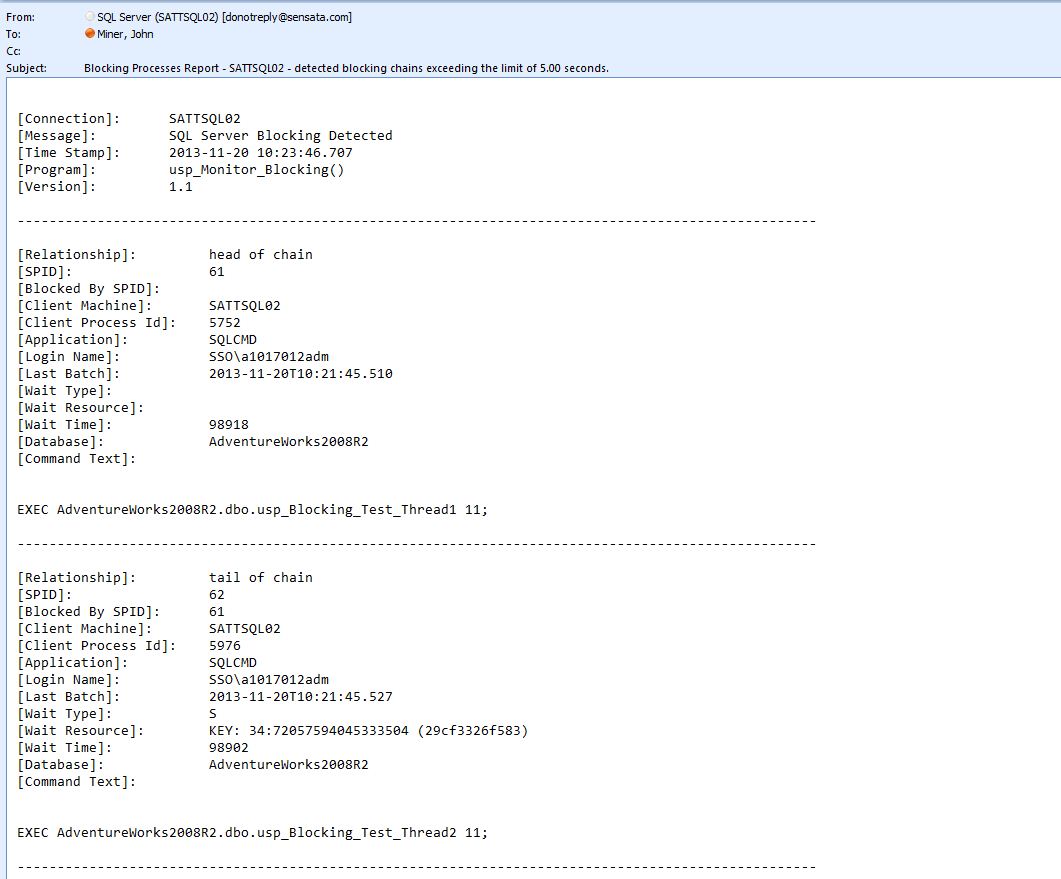 From: SQL Server (SATTSQL02) [donotreply@sensata.com]
To: Miner, John
Cc:
Subject: Blocking Processes Report - SATTSQL02 - detected blocking chains exceeding the limit of 5.00 seconds.
[Connection]: SATTSQL02
[Message]: SQL Server Blocking Detected
[Time Stamp]: 2013-11-20 10:23:46.707
[Program]: usp_Monitor_Blocking()
[Version]: 1.1
----------------------------------------------------------------------------------------------------
[Relationship]: head of chain
[SPID]: 61
[Blocked By SPID]:
[Client Machine]: SATTSQL02
[Client Process Id]: 5752
[Application]: SQLCMD
[Login Name]: SSO\a1017012adm
[Last Batch]: 2013-11-20T10:21:45.510
[Wait Type]:
[Wait Resource]:
[Wait Time]: 98918
[Database]: AdventureWorks2008R2
[Command Text]:
EXEC AdventureWorks2008R2.dbo.usp_Blocking_Test_Thread1 11;
----------------------------------------------------------------------------------------------------
[Relationship]: tail of chain
[SPID]: 62
[Blocked By SPID]: 61
[Client Machine]: SATTSQL02
[Client Process Id]: 5976
[Application]: SQLCMD
[Login Name]: SSO\a1017012adm
[Last Batch]: 2013-11-20T10:21:45.527
[Wait Type]: S
[Wait Resource]: KEY: 34:72057594045333504 (29cf3326f583)
[Wait Time]: 98902
[Database]: AdventureWorks2008R2
[Command Text]:
EXEC AdventureWorks2008R2.dbo.usp_Blocking_Test_Thread2 11;
----------------------------------------------------------------------------------------------------